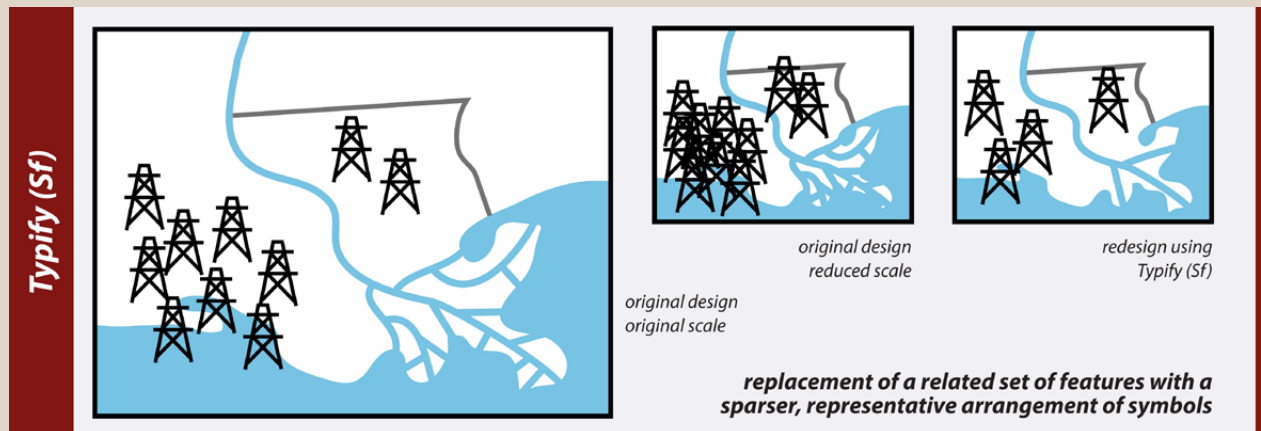 Typify (Sf)
original design
original scale
original design
reduced scale
redesign using
Typify (Sf)
replacement of a related set of features with a
sparser, representative arrangement of symbols